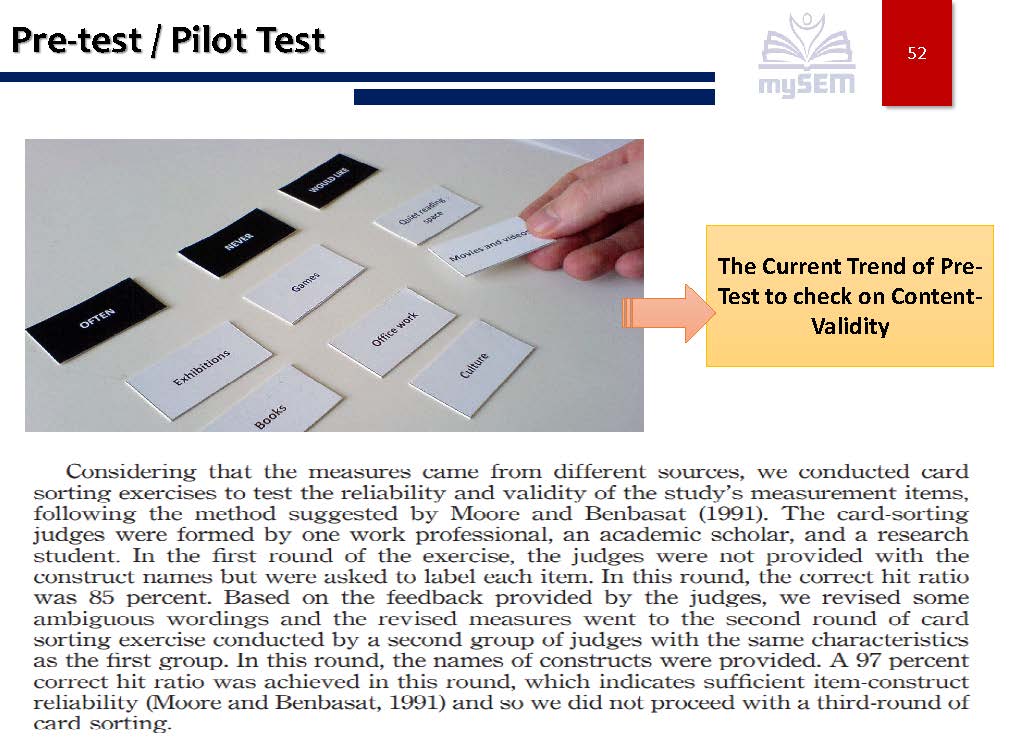 Pre-test / Pilot Test
mySEM
52
WOULD LIKE
Quiet reading
space
NEVER
Movies and videos
Games
OFTEN
Office work
Exhibitions
Culture
Books
The Current Trend of Pre-
Test to check on Content-
Validity
Considering that the measures came from different sources, we conducted card
sorting exercises to test the reliability and validity of the study's measurement items,
following the method suggested by Moore and Benbasat (1991). The card-sorting
judges were formed by one work professional, an academic scholar, and a research
student. In the first round of the exercise, the judges were not provided with the
construct names but were asked to label each item. In this round, the correct hit ratio
was 85 percent. Based on the feedback provided by the judges, we revised some
ambiguous wordings and the revised measures went to the second round of card
sorting exercise conducted by a second group of judges with the same characteristics
as the first group. In this round, the names of constructs were provided. A 97 percent
correct hit ratio was achieved in this round, which indicates sufficient item-construct
reliability (Moore and Benbasat, 1991) and so we did not proceed with a third-round of
card sorting.